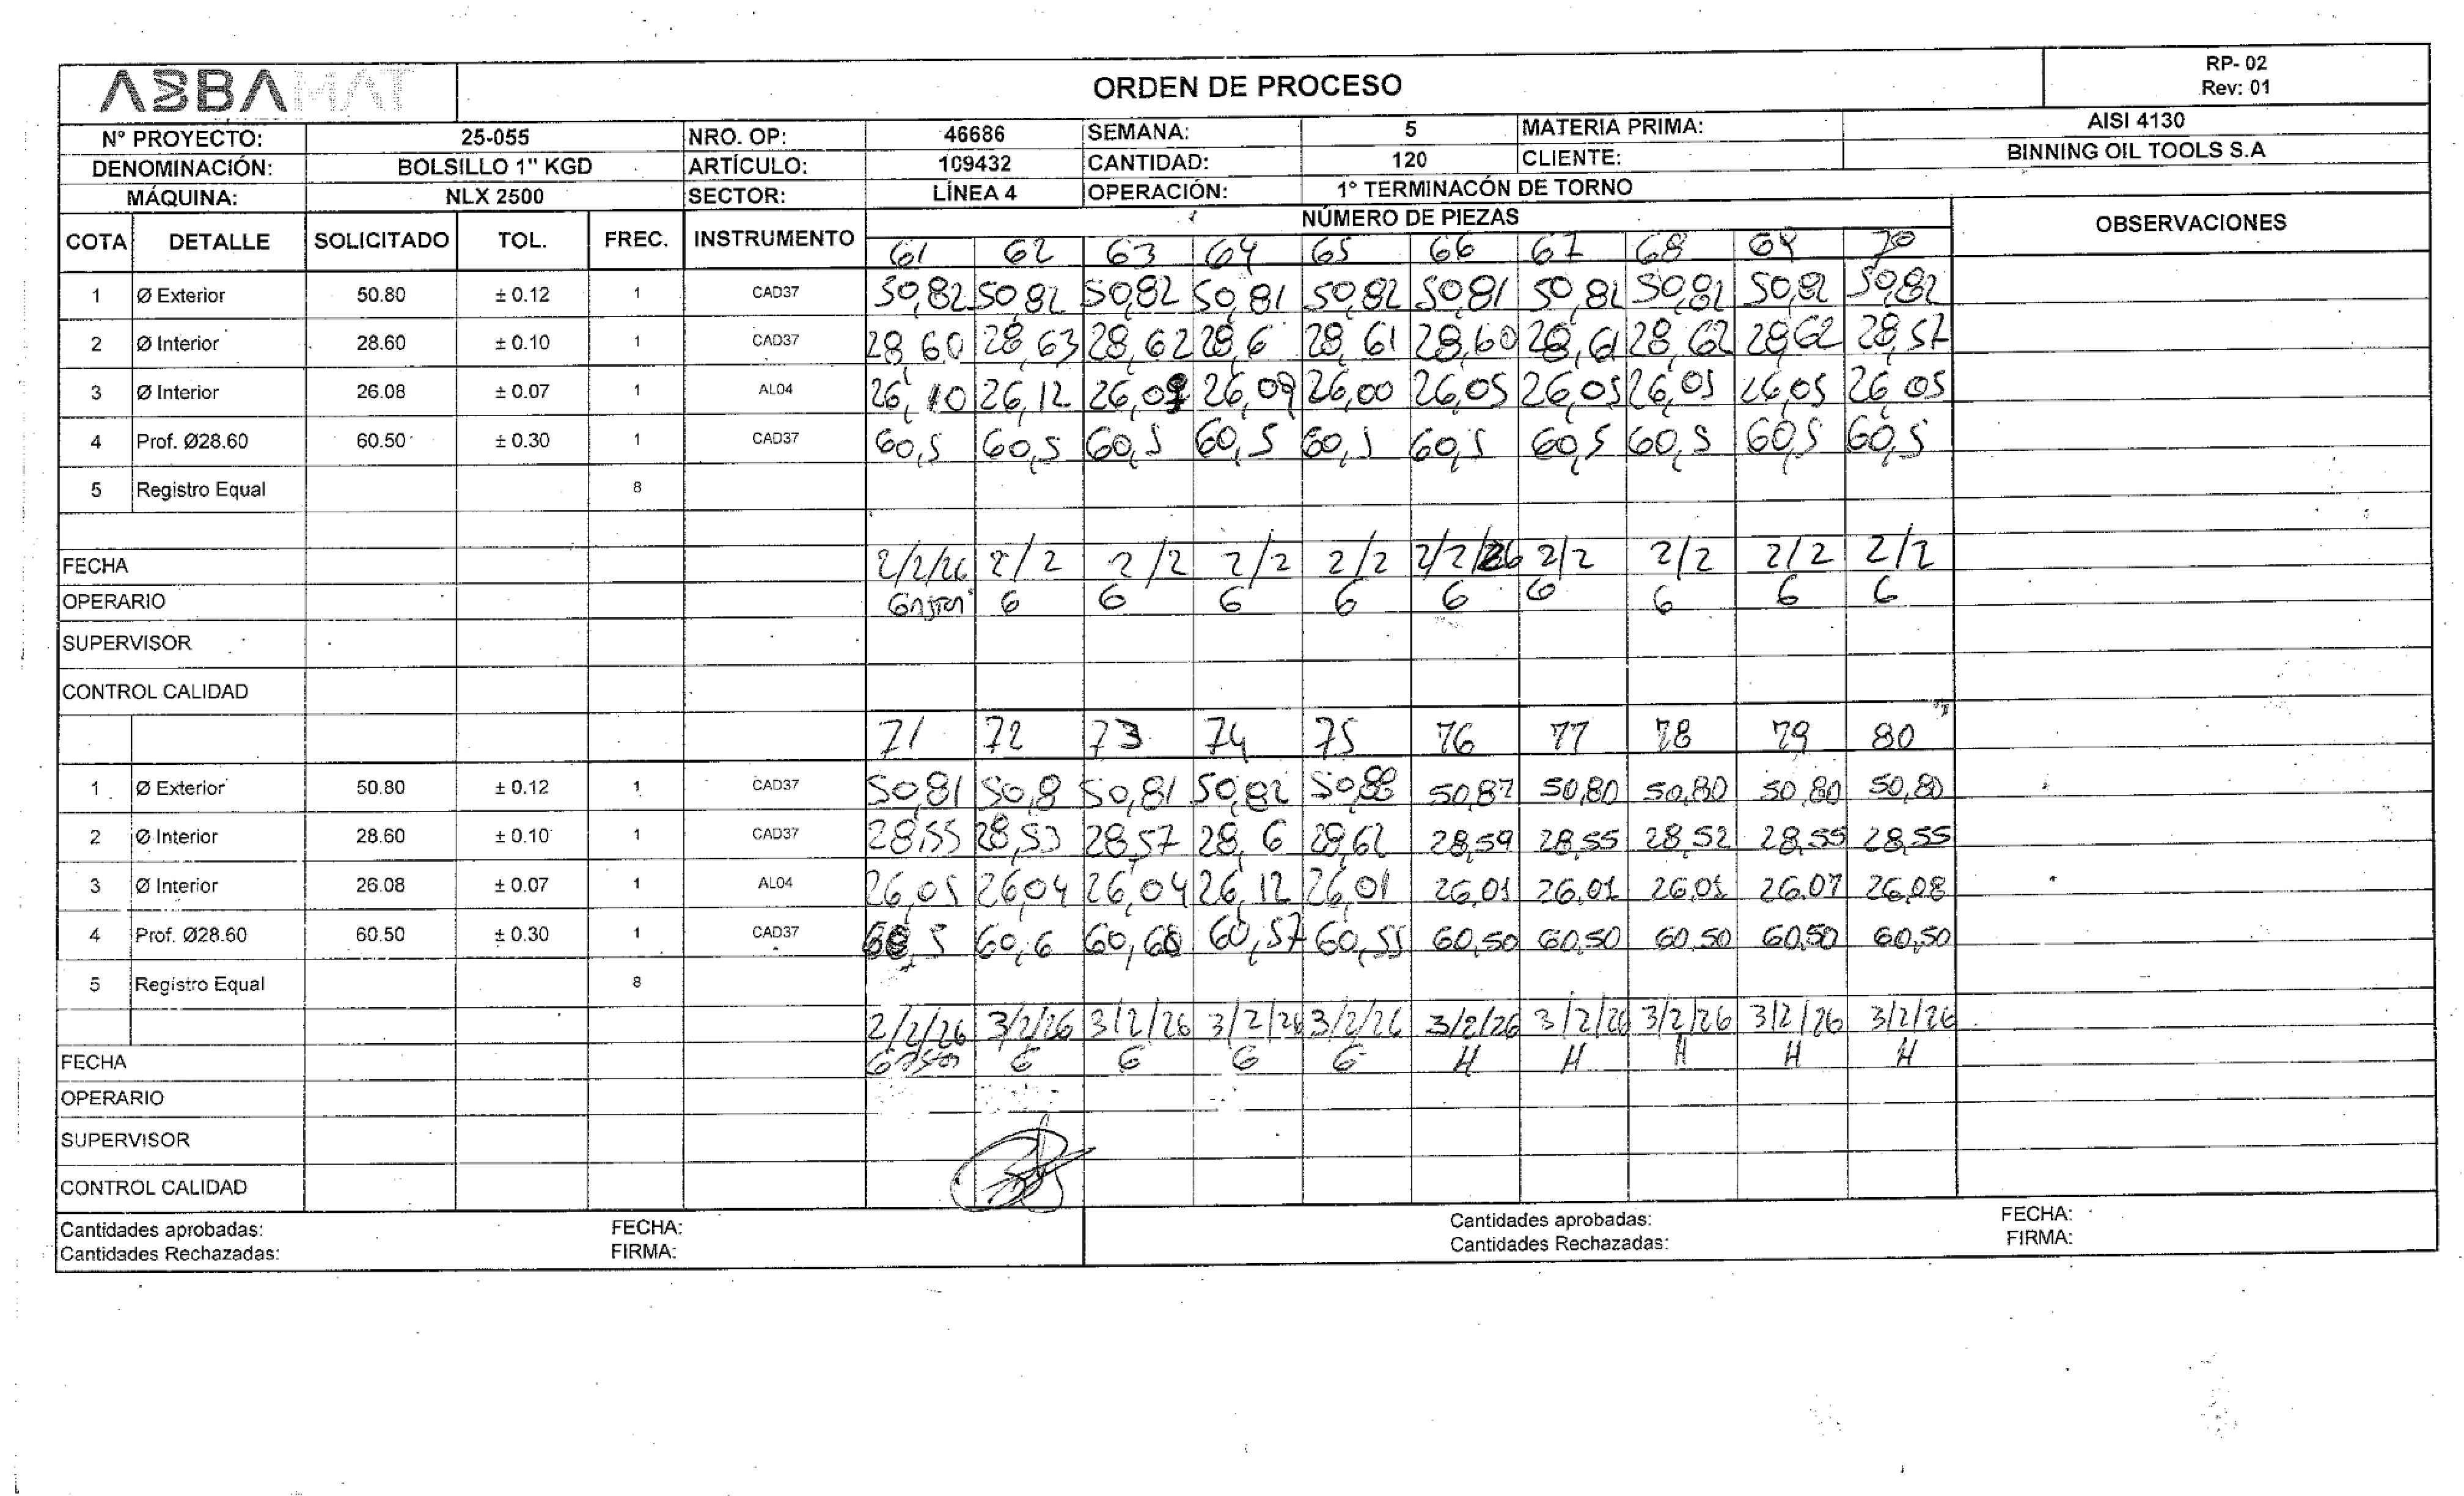 ABBAMAT
ORDEN DE PROCESO
RP- 02
Rev: 01
N° PROYECTO: 25-055 NRO. OP: 46686 SEMANA: 5 MATERIA PRIMA: AISI 4130
DENOMINACIÓN: BOLSILLO 1" KGD ARTÍCULO: 109432 CANTIDAD: 120 CLIENTE: BINNING OIL TOOLS S.A
MÁQUINA: NLX 2500 SECTOR: LÍNEA 4 OPERACIÓN: 1° TERMINACÓN DE TORNO
NÚMERO DE PIEZAS
COTA DETALLE SOLICITADO TOL. FREC. INSTRUMENTO OBSERVACIONES
61 62 63 64 65 66 67 68 69 70
1 Ø Exterior 50.80 ± 0.12 1 CAD37 50,82 50,82 50,82 50,81 50,82 50,81 50,81 50,82 50,82 50,82
2 Ø Interior 28.60 ± 0.10 1 CAD37 28,60 28,63 28,62 28,6 28,61 28,60 28,61 28,62 28,62 28,57
3 Ø Interior 26.08 ± 0.07 1 AL04 26,10 26,12 26,09 26,09 26,00 26,05 26,05 26,05 26,05 26,05
4 Prof. Ø28.60 60.50 ± 0.30 1 CAD37 60,5 60,5 60,5 60,5 60,5 60,5 60,5 60,5 60,5 60,5
5 Registro Equal 8
FECHA 2/2/26 2/2 2/2 2/2 2/2 2/2/26 2/2 2/2 2/2 2/2
OPERARIO G G G G G G G G G
SUPERVISOR
CONTROL CALIDAD
71 72 73 74 75 76 77 78 79 80
1 Ø Exterior 50.80 ± 0.12 1 CAD37 50,81 50,8 50,81 50,82 50,87 50,80 50,80 50,80 50,80
2 Ø Interior 28.60 ± 0.10 1 CAD37 28,55 28,53 28,57 28,6 28,62 28,59 28,55 28,52 28,55 28,55
3 Ø Interior 26.08 ± 0.07 1 AL04 26,05 26,04 26,04 26,12 26,01 26,01 26,01 26,01 26.07 26,08
4 Prof. Ø28.60 60.50 ± 0.30 1 CAD37 60,6 60,57 60,55 60,50 60,50 60,50 60,50 60,50
5 Registro Equal 8
2/2/26 3/2/26 3/2/26 3/2/26 3/2/26 3/2/26 3/2/26 3/2/26 3/2/26 3/2/26
FECHA G G G G H H H H H
OPERARIO
SUPERVISOR
CONTROL CALIDAD
Cantidades aprobadas: FECHA: Cantidades aprobadas: FECHA:
Cantidades Rechazadas: FIRMA: Cantidades Rechazadas: FIRMA: